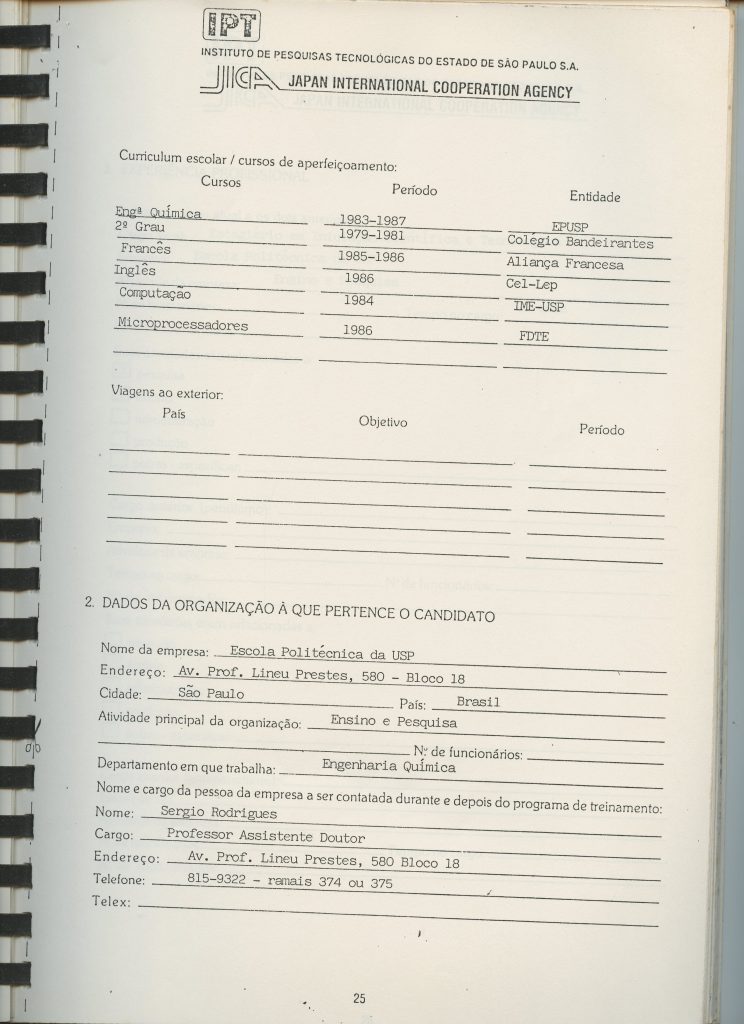 IPT
INSTITUTO DE PESQUISAS TECNOLÓGICAS DO ESTADO DE SÃO PAULO S.A.
JICA JAPAN INTERNATIONAL COOPERATION AGENCY
Curriculum escolar / cursos de aperfeiçoamento:
Cursos Período Entidade
Engª Química 1983-1987 EPUSP
2º Grau 1979-1981 Colégio Bandeirantes
Francês 1985-1986 Aliança Francesa
Inglês 1986 Cel-Lep
Computação 1984 IME-USP
Microprocessadores 1986 FDTE
Viagens ao exterior:
País Objetivo Período
2. DADOS DA ORGANIZAÇÃO À QUE PERTENCE O CANDIDATO
Nome da empresa: Escola Politécnica da USP
Endereço: Av. Prof. Lineu Prestes, 580 - Bloco 18
Cidade: São Paulo País: Brasil
Atividade principal da organização: Ensino e Pesquisa
Nº de funcionários:
Departamento em que trabalha: Engenharia Química
Nome e cargo da pessoa da empresa a ser contatada durante e depois do programa de treinamento:
Nome: Sergio Rodrigues
Cargo: Professor Assistente Doutor
Endereço: Av. Prof. Lineu Prestes, 580 Bloco 18
Telefone: 815-9322 - ramais 374 ou 375
Telex:
25